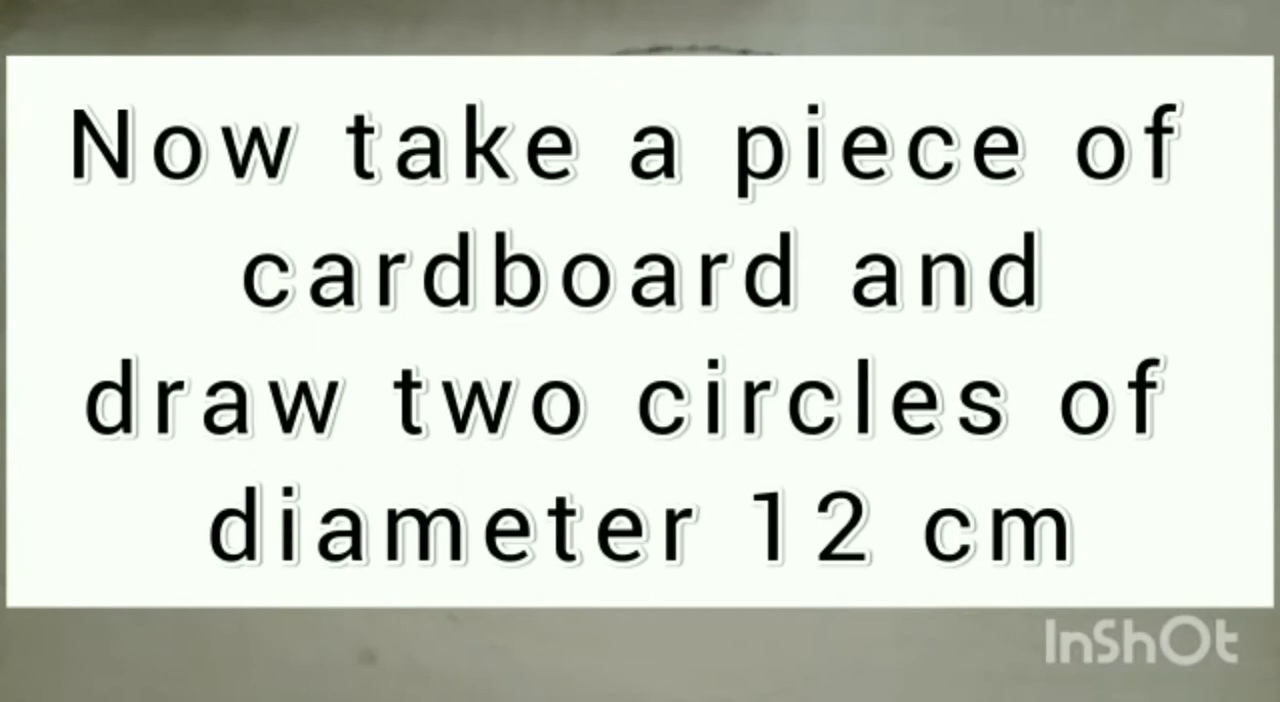 Now take a piece of
cardboard and
draw two circles of
diameter 12 cm
InShOt